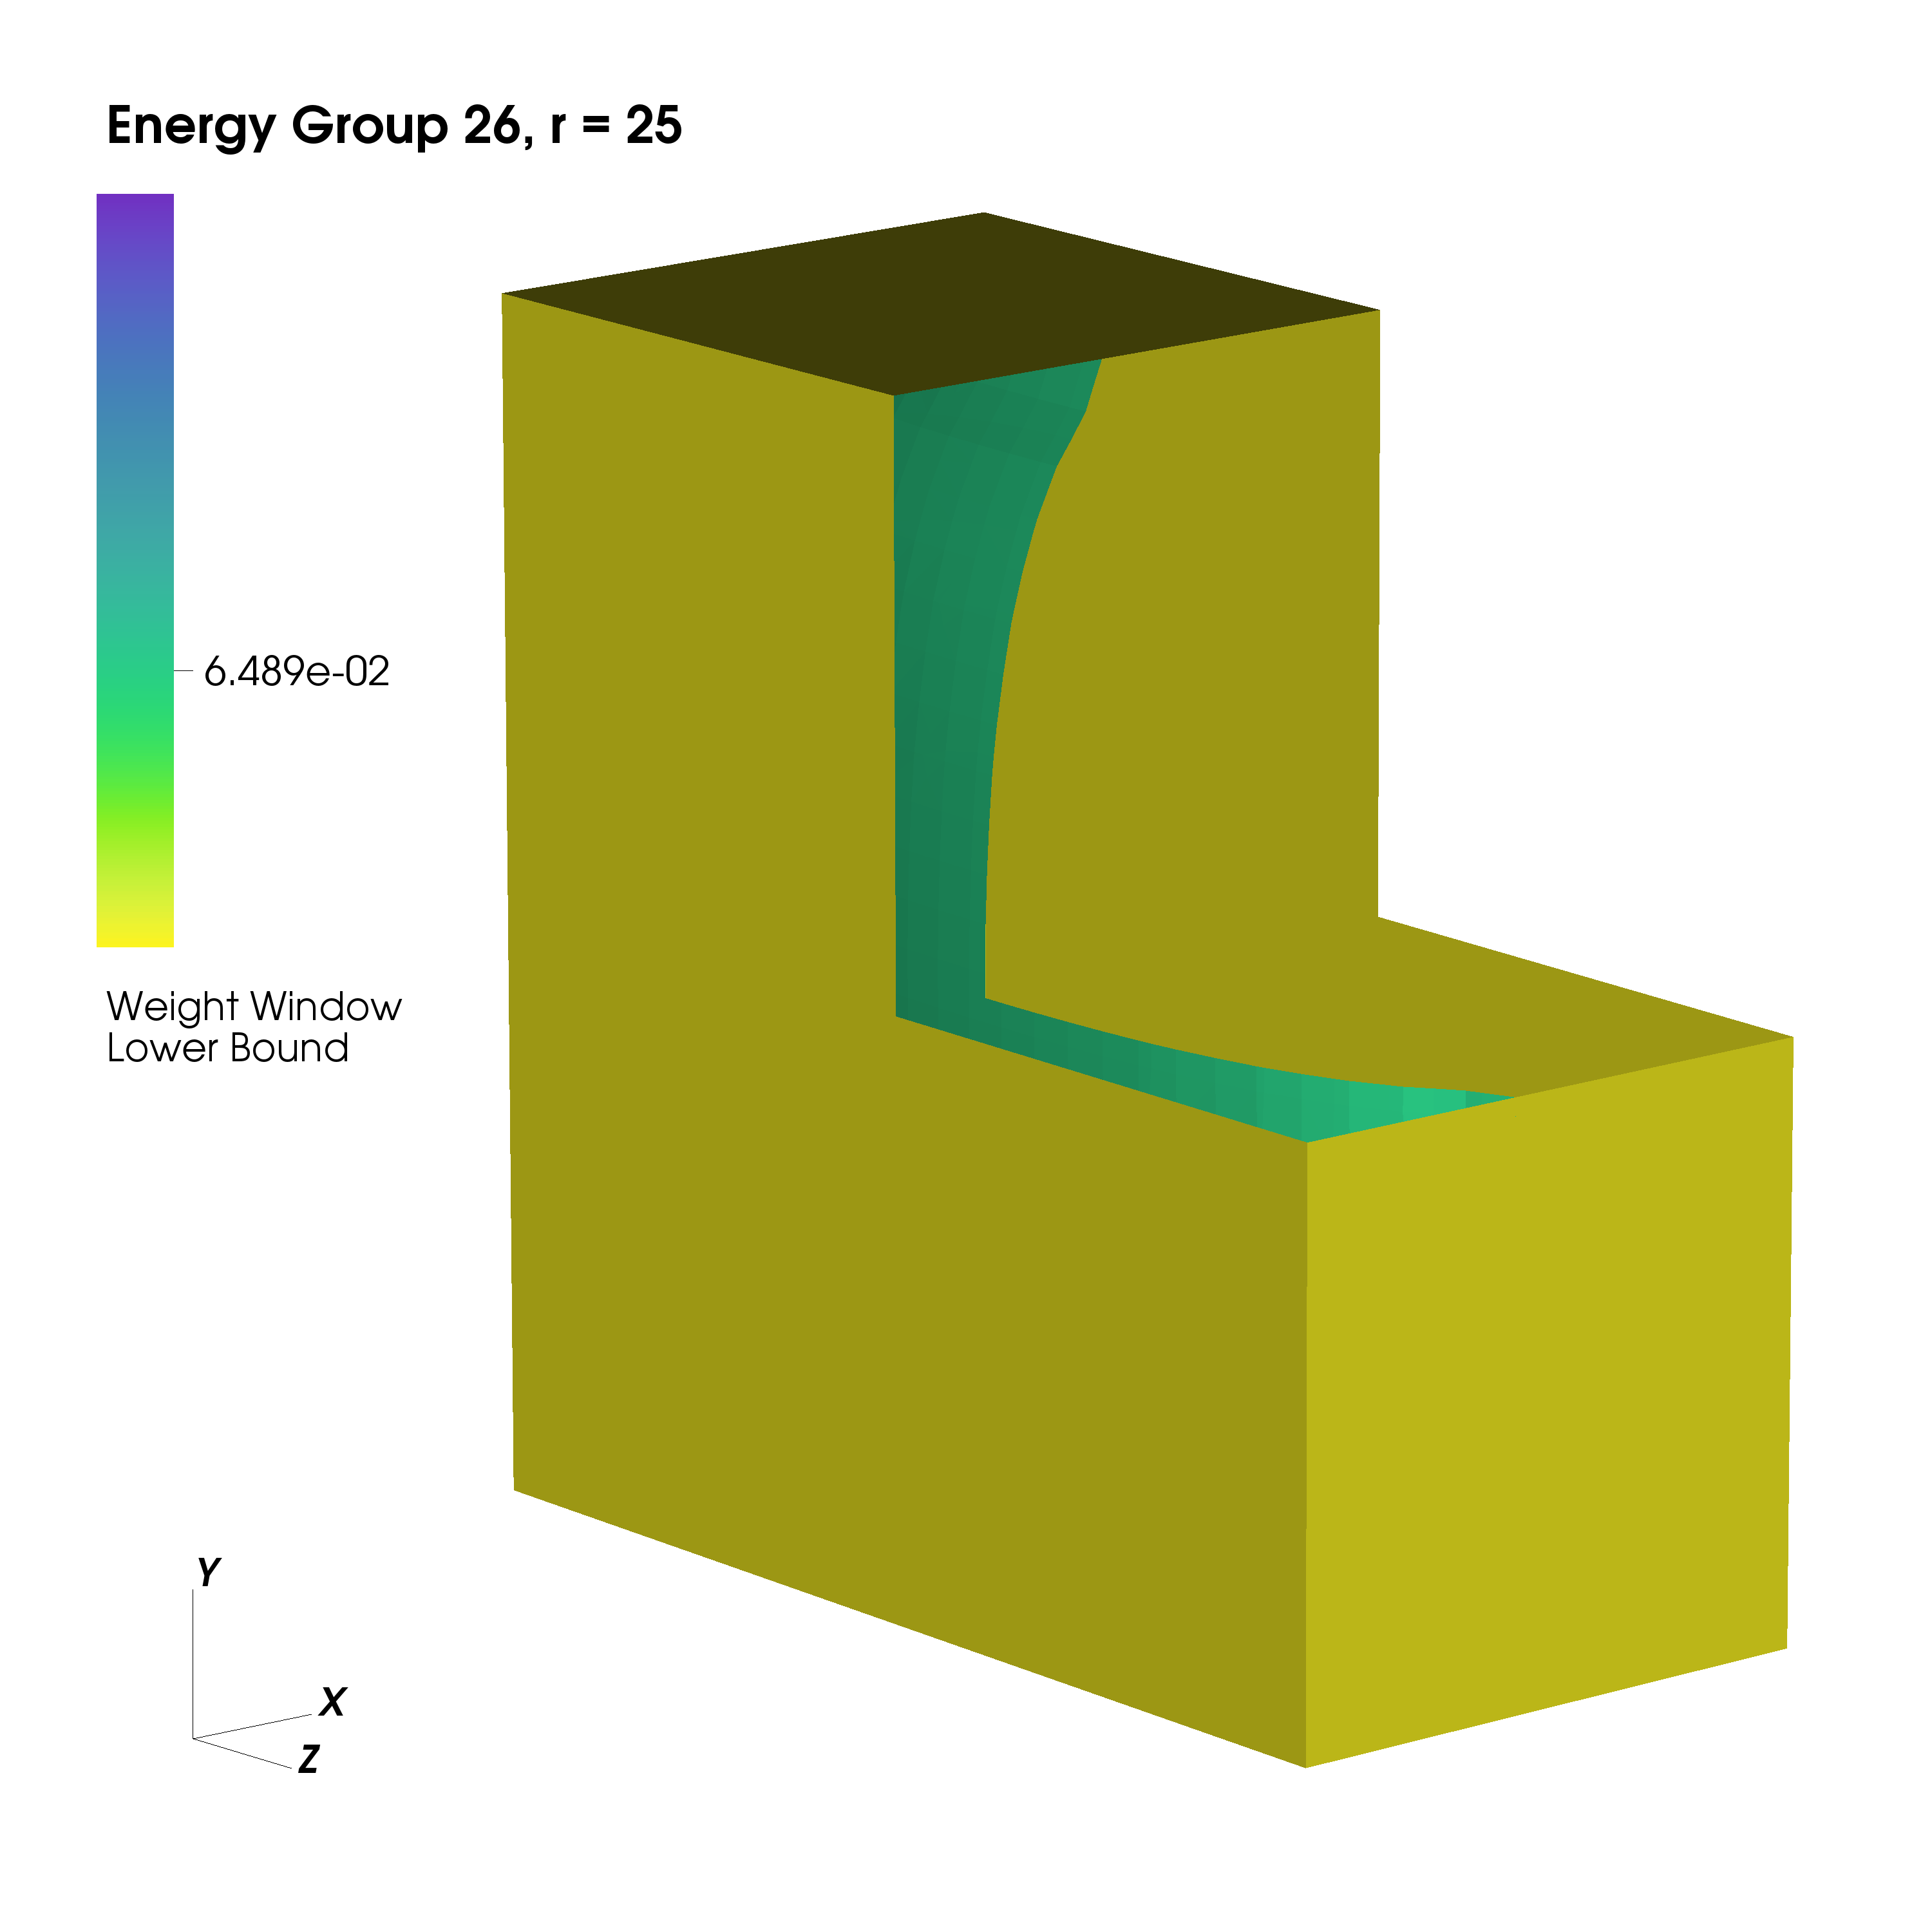 Energy Group 26, r = 25
6.489e-02
Weight Window
Lower Bound
Y
X
Z